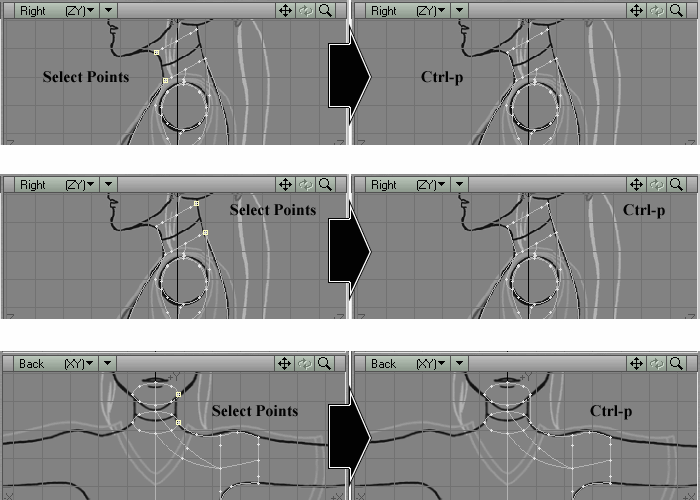 Right (ZY)
Right (ZY)
Select Points
Ctrl-p
Right (ZY)
Right (ZY)
Select Points
Ctrl-p
Back (XY)
Back (XY)
Y
Y
Select Points
Ctrl-p